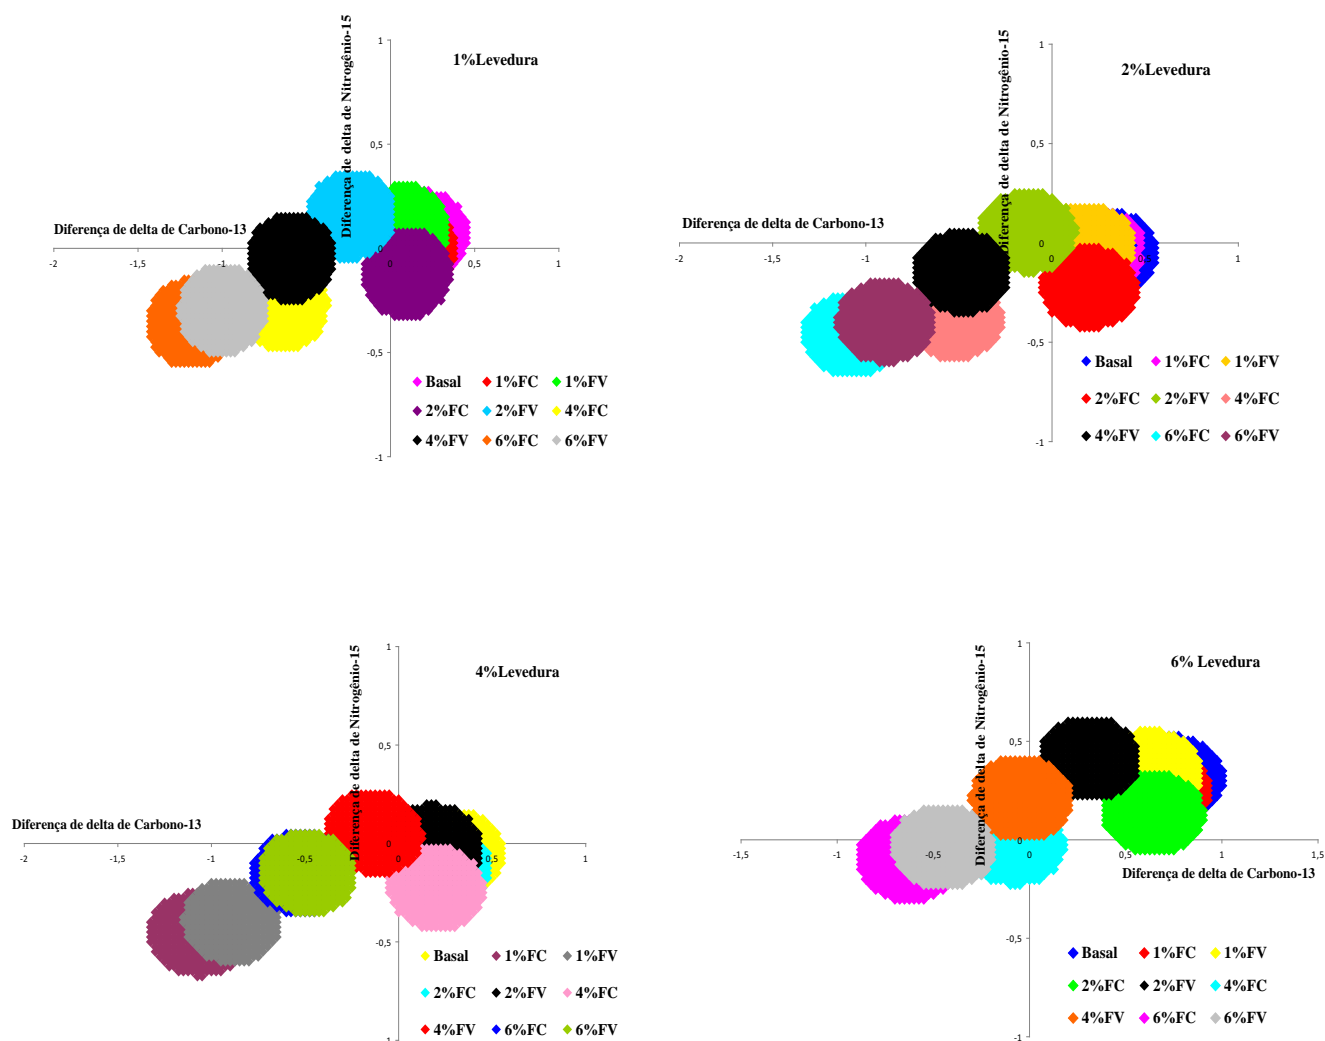 1%Levedura
Diferença de delta de Nitrogênio-15
Diferença de delta de Carbono-13
1
0,5
0
-0,5
-1
-2
-1,5
-1
-0,5
0
0,5
1
Basal 1%FC 1%FV
2%FC 2%FV 4%FC
4%FV 6%FC 6%FV
2%Levedura
Diferença de delta de Nitrogênio-15
Diferença de delta de Carbono-13
1
0,5
0
-0,5
-1
-2
-1,5
-1
-0,5
0
0,5
1
Basal 1%FC 1%FV
2%FC 2%FV 4%FC
4%FV 6%FC 6%FV
4%Levedura
Diferença de delta de Nitrogênio-15
Diferença de delta de Carbono-13
1
0,5
0
-0,5
-1
-2
-1,5
-1
-0,5
0
0,5
1
Basal 1%FC 1%FV
2%FC 2%FV 4%FC
4%FV 6%FC 6%FV
6% Levedura
Diferença de delta de Nitrogênio-15
1
0,5
0
-0,5
-1
-1,5
-1
-0,5
0
0,5
1
1,5
Diferença de delta de Carbono-13
Basal 1%FC 1%FV
2%FC 2%FV 4%FC
4%FV 6%FC 6%FV